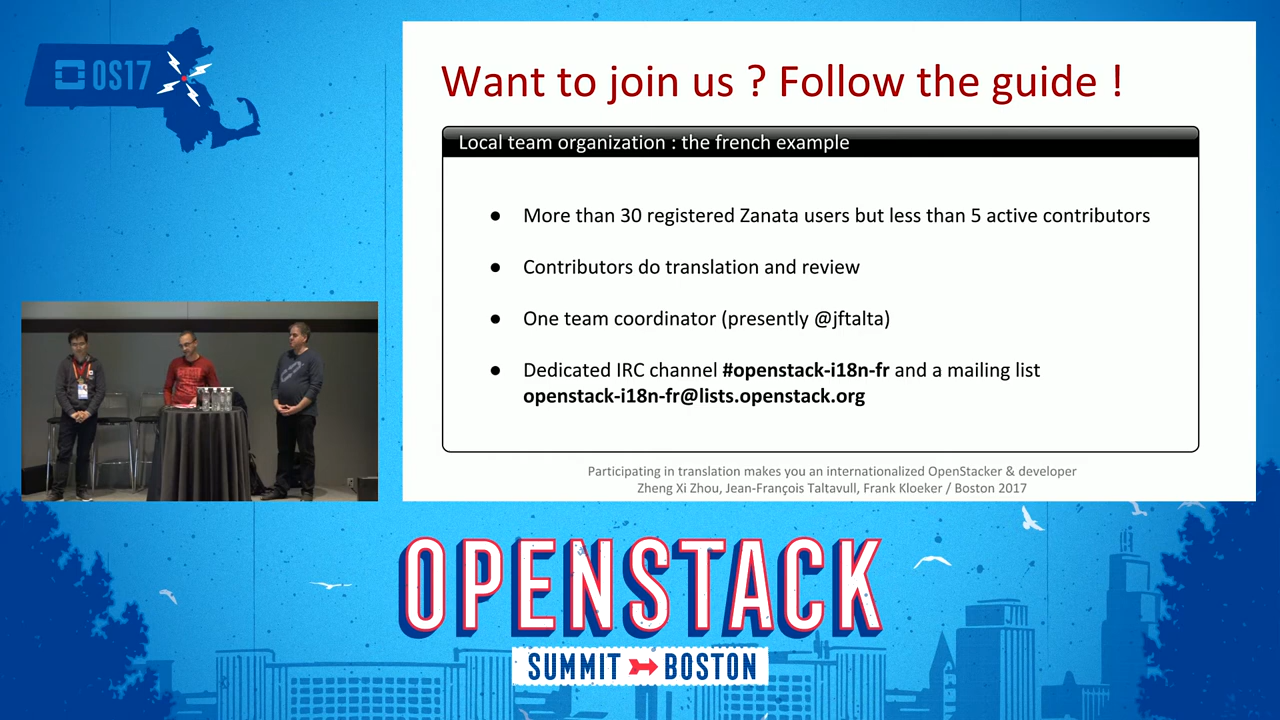 OS17
Want to join us ? Follow the guide !
Local team organization : the french example
● More than 30 registered Zanata users but less than 5 active contributors
● Contributors do translation and review
● One team coordinator (presently @jftalta)
● Dedicated IRC channel #openstack-i18n-fr and a mailing list
openstack-i18n-fr@lists.openstack.org
Participating in translation makes you an internationalized OpenStacker & developer
Zheng Xi Zhou, Jean-François Taltavull, Frank Kloeker / Boston 2017
OPENSTACK
SUMMIT BOSTON